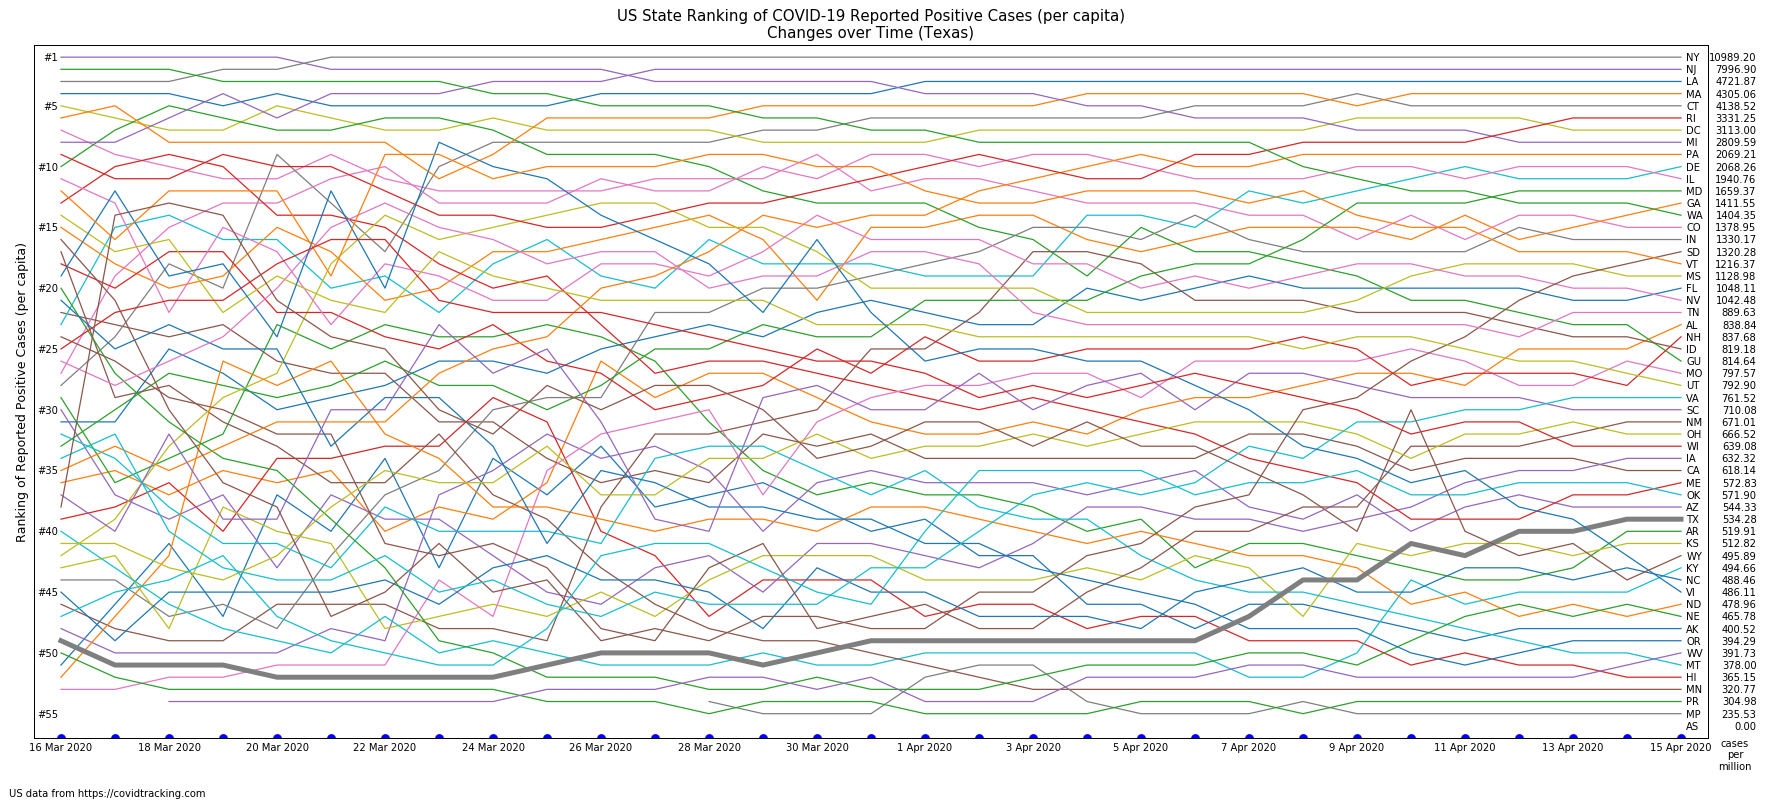 US State Ranking of COVID-19 Reported Positive Cases (per capita)
Changes over Time (Texas)
Ranking of Reported Positive Cases (per capita)
#1
#5
#10
#15
#20
#25
#30
#35
#40
#45
#50
#55
NY 10989.20
NJ 7996.90
LA 4721.87
MA 4305.06
CT 4138.52
RI 3331.25
DC 3113.00
MI 2809.59
PA 2069.21
DE 2068.26
IL 1940.76
MD 1659.37
GA 1411.55
WA 1404.35
CO 1378.95
IN 1330.17
SD 1320.28
VT 1216.37
MS 1128.98
FL 1048.11
NV 1042.48
TN 889.63
AL 838.84
NH 837.68
ID 819.18
GU 814.64
MO 797.57
UT 792.90
VA 761.52
SC 710.08
NM 671.01
OH 666.52
WI 639.08
IA 632.32
CA 618.14
ME 572.83
OK 571.90
AZ 544.33
TX 534.28
AR 519.91
KS 512.82
WY 495.89
KY 494.66
NC 488.46
VI 486.11
ND 478.96
NE 465.78
AK 400.52
OR 394.29
WV 391.73
MT 378.00
HI 365.15
MN 320.77
PR 304.98
MP 235.53
AS 0.00
16 Mar 2020 18 Mar 2020 20 Mar 2020 22 Mar 2020 24 Mar 2020 26 Mar 2020 28 Mar 2020 30 Mar 2020 1 Apr 2020 3 Apr 2020 5 Apr 2020 7 Apr 2020 9 Apr 2020 11 Apr 2020 13 Apr 2020 15 Apr 2020
cases
per
million
US data from https://covidtracking.com